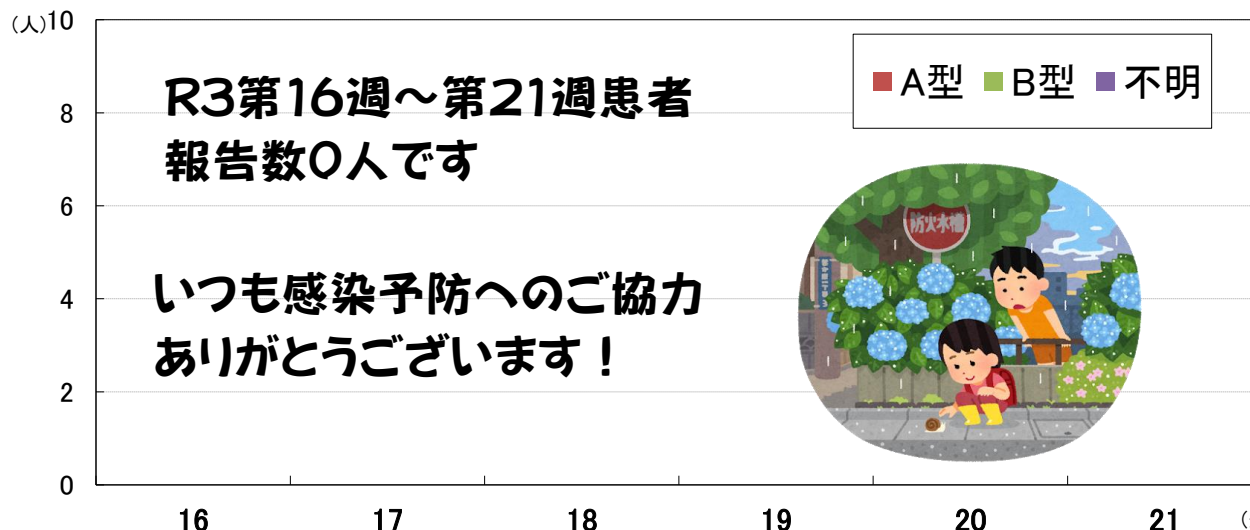 (人)
10
8
6
4
2
0
R3第16週～第21週患者
報告数0人です
いつも感染予防へのご協力
ありがとうございます！
A型 B型 不明
防火水槽
16 17 18 19 20 21